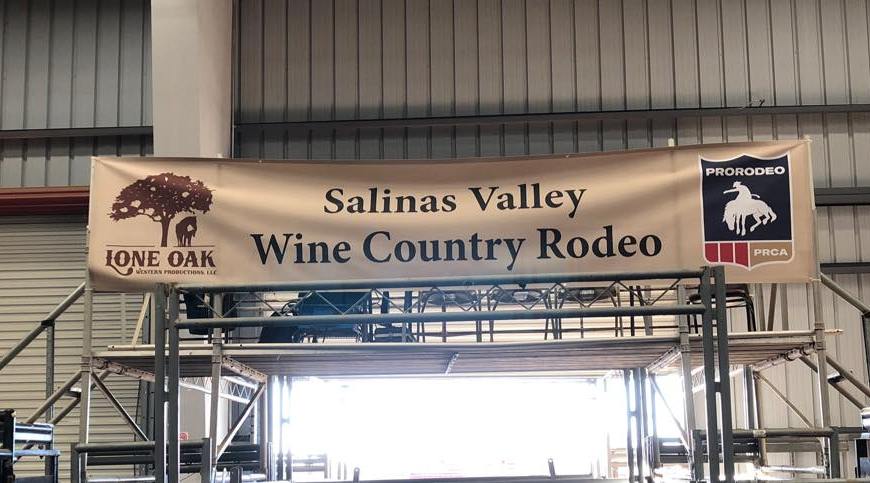 Salinas Valley
Wine Country Rodeo
LONE OAK
WESTERN PRODUCTIONS, LLC
PRORODEO
PRCA